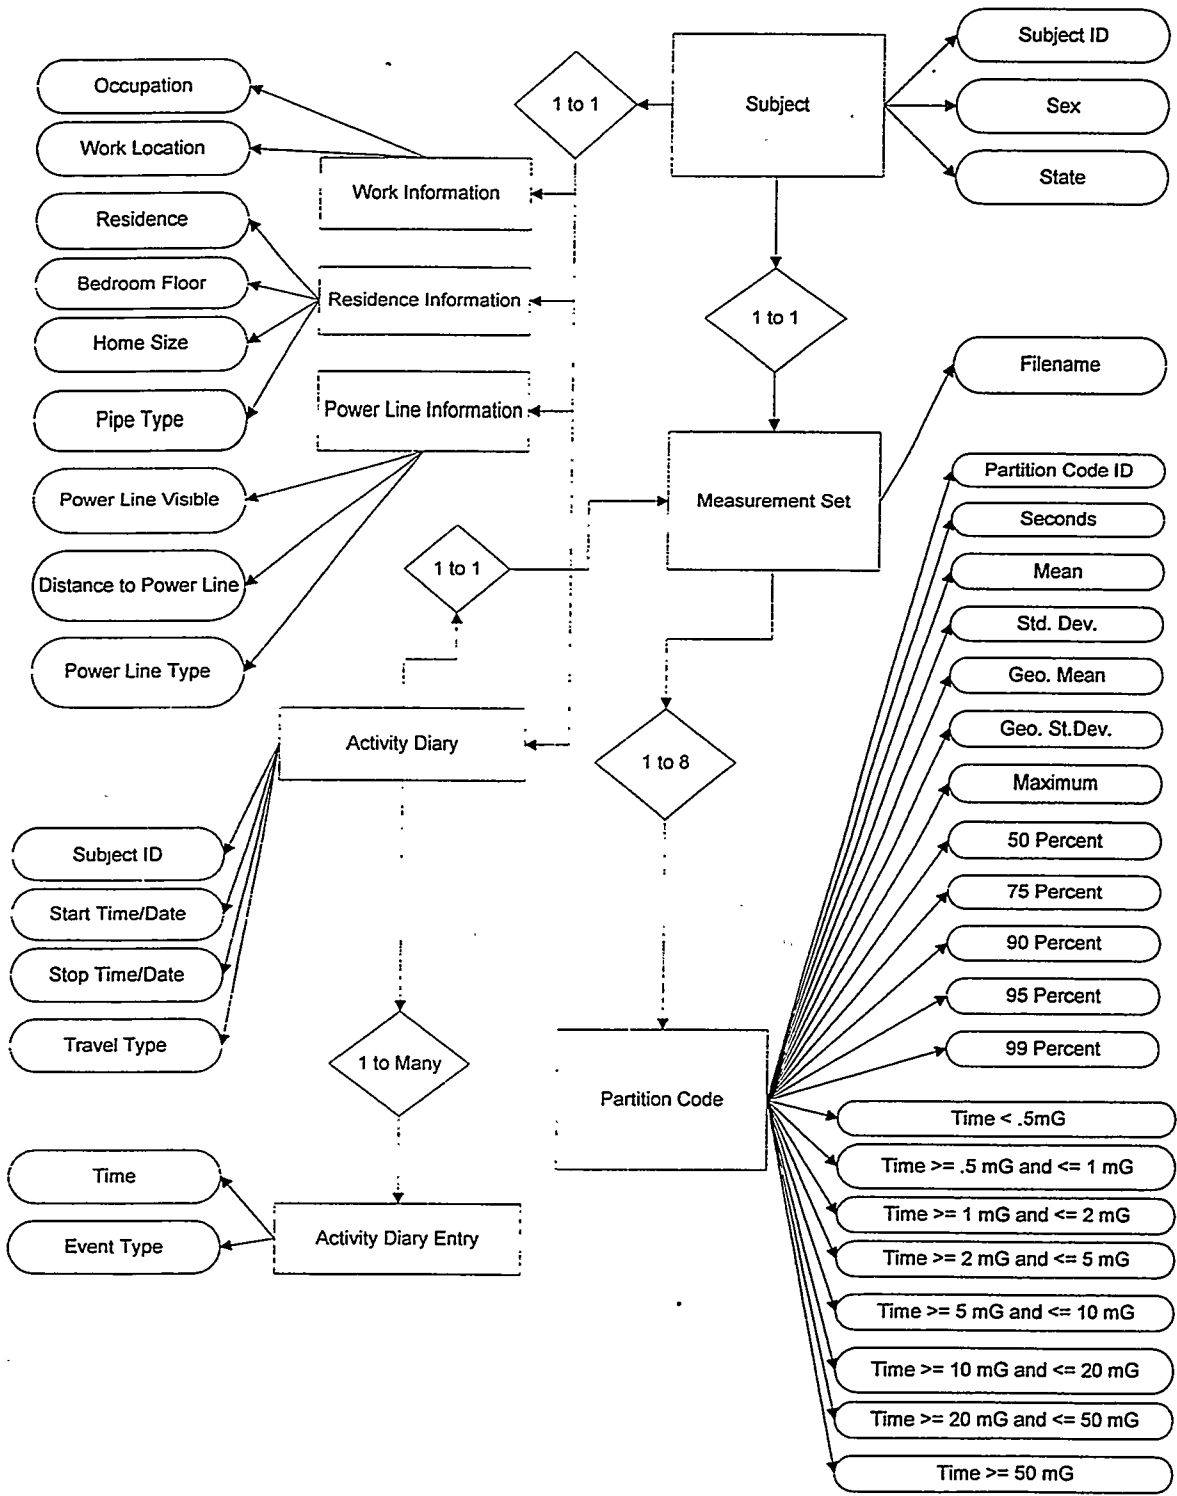 Subject ID
Occupation
1 to 1
Subject
Sex
Work Location
State
Work Information
Residence
Bedroom Floor
Residence Information
1 to 1
Home Size
Filename
Pipe Type
Power Line Information
Partition Code ID
Power Line Visible
Measurement Set
Seconds
1 to 1
Mean
Distance to Power Line
Std. Dev.
Power Line Type
Geo. Mean
Geo. St.Dev.
Activity Diary
1 to 8
Maximum
50 Percent
Subject ID
75 Percent
Start Time/Date
90 Percent
Stop Time/Date
95 Percent
Travel Type
99 Percent
1 to Many
Partition Code
Time < .5mG
Time >= .5 mG and <= 1 mG
Time
Time >= 1 mG and <= 2 mG
Event Type
Activity Diary Entry
Time >= 2 mG and <= 5 mG
Time >= 5 mG and <= 10 mG
Time >= 10 mG and <= 20 mG
Time >= 20 mG and <= 50 mG
Time >= 50 mG